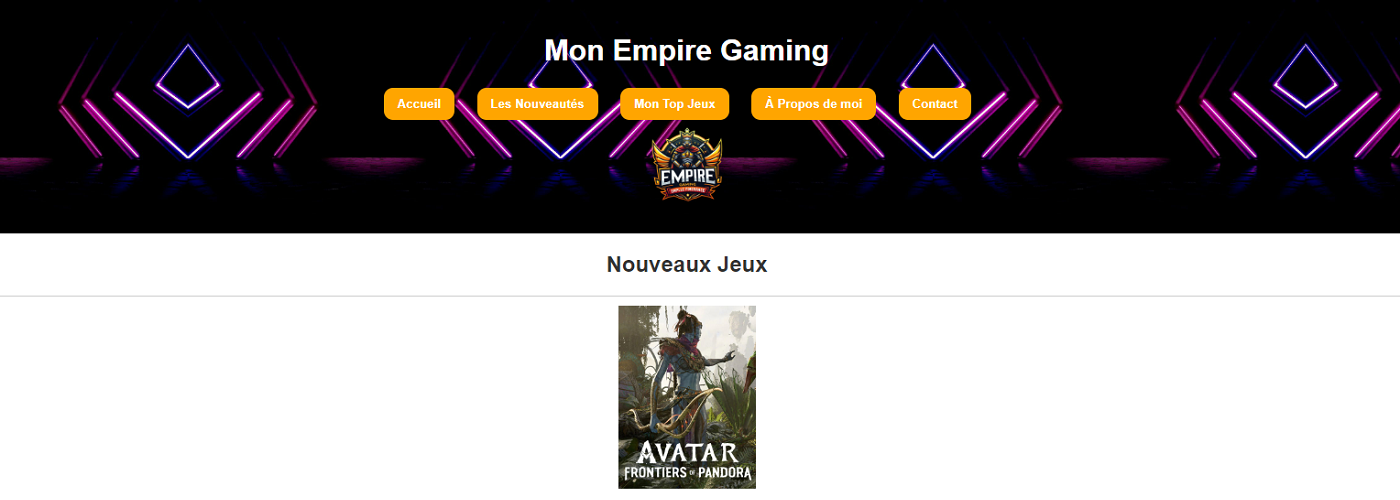 Mon Empire Gaming
Accueil
Les Nouveautés
Mon Top Jeux
À Propos de moi
Contact
EMPIRE
GAMING
Nouveaux Jeux
AVATAR
FRONTIERS OF PANDORA